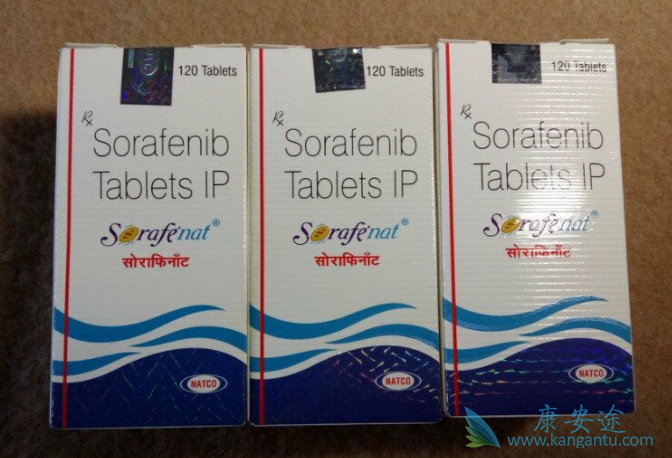 120 Tablets
Rx
Sorafenib
Tablets IP
Sorafenat®
सोराफिनाँट
NATCO
120 Tablets
Rx
Sorafenib
Tablets IP
Sorafenat®
सोराफिनाँट
NATCO
120 Tablets
Rx
Sorafenib
Tablets IP
Sorafenat®
सोराफिनाँट
NATCO
康安途
www.kangantu.com